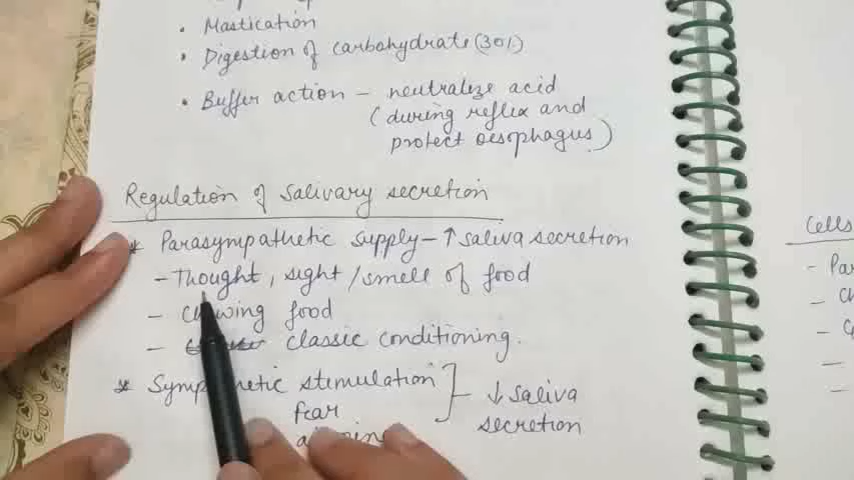 • Mastication
• Digestion of carbohydrate (30%)
• Buffer action – neutralize acid
(during reflex and
protect oesophagus)
Regulation of salivary secretion
* Parasympathetic supply – ↑ saliva secretion
- Thought, sight/smell of food
- Chewing food
- classic conditioning.
* Sympathetic stimulation
fear
] – ↓ saliva
secretion
Cells